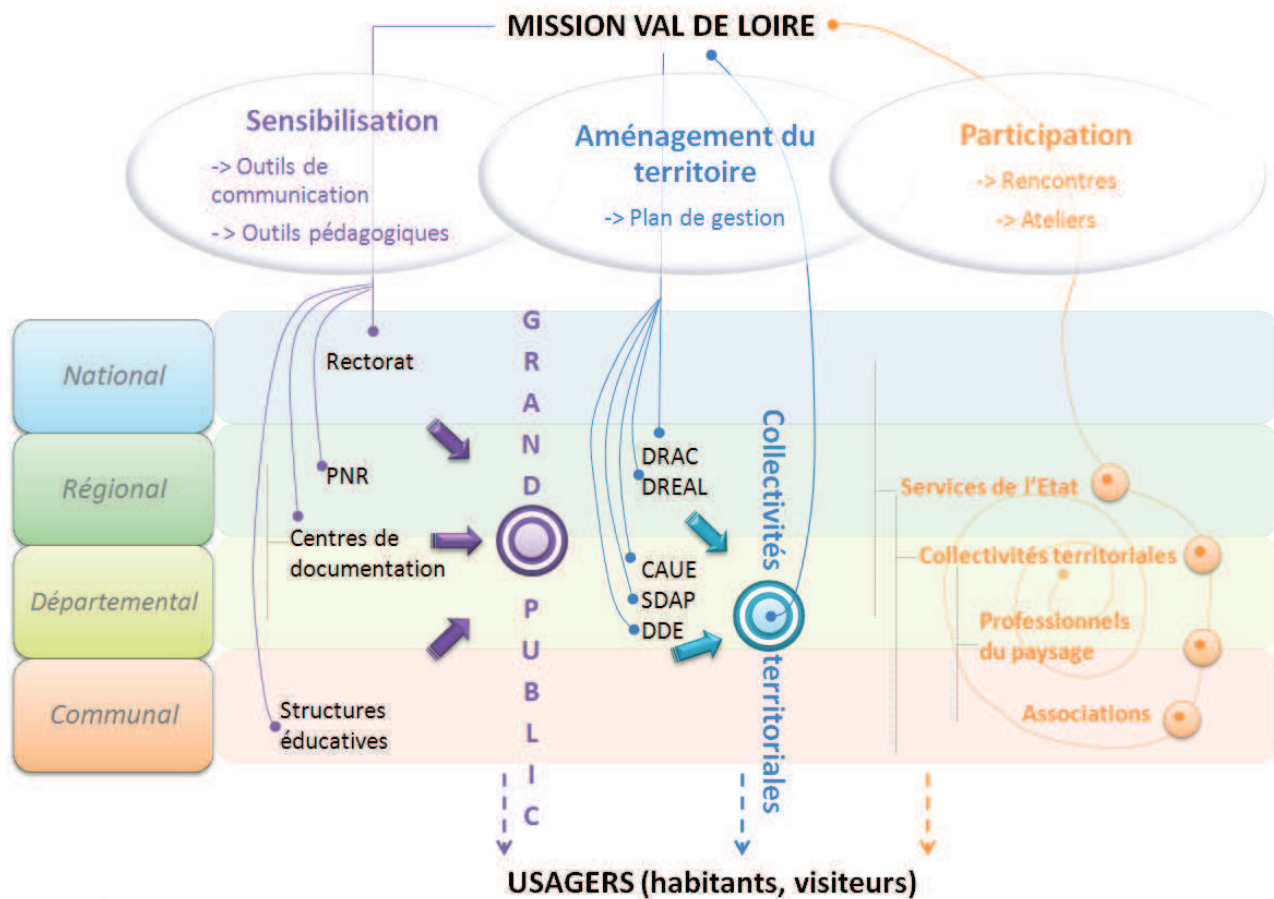 MISSION VAL DE LOIRE
Sensibilisation
-> Outils de
communication
-> Outils pédagogiques
Aménagement du
territoire
-> Plan de gestion
Participation
-> Rencontres
-> Ateliers
National
Régional
Départemental
Communal
Rectorat
PNR
Centres de
documentation
Structures
éducatives
GRAND PUBLIC
DRAC
DREAL
CAUE
SDAP
DDE
Collectivités territoriales
Services de l'Etat
Collectivités territoriales
Professionnels
du paysage
Associations
USAGERS (habitants, visiteurs)